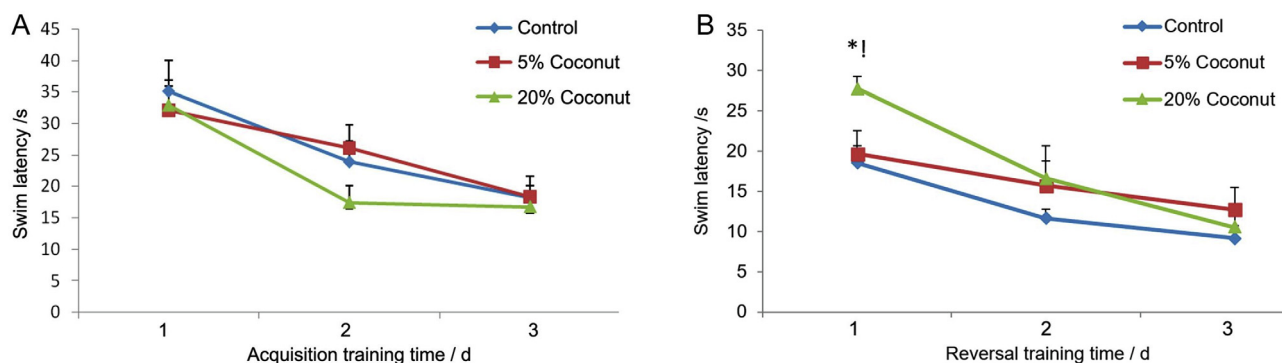 A
Control
5% Coconut
20% Coconut
Swim latency /s
45
40
35
30
25
20
15
10
5
0
1
2
3
Acquisition training time / d
B
Control
5% Coconut
20% Coconut
*!
Swim latency /s
35
30
25
20
15
10
5
0
1
2
3
Reversal training time / d